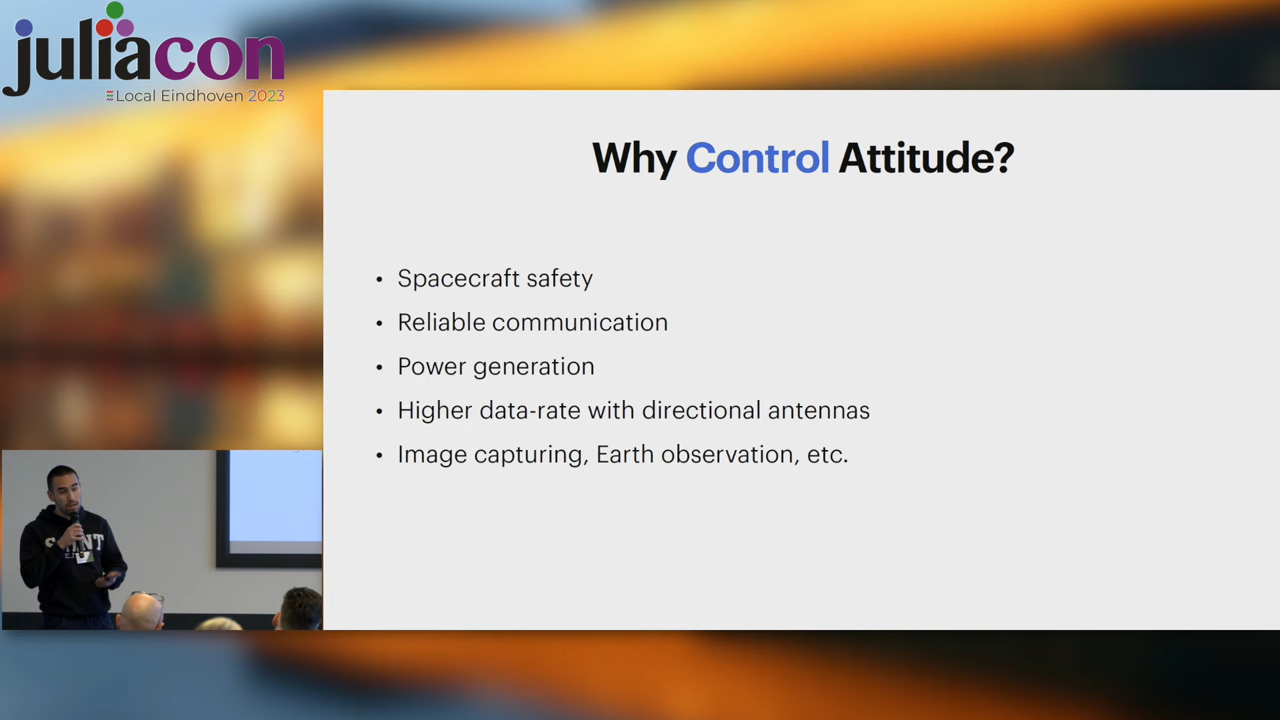 juliacon
Local Eindhoven 2023
Why Control Attitude?
• Spacecraft safety
• Reliable communication
• Power generation
• Higher data-rate with directional antennas
• Image capturing, Earth observation, etc.